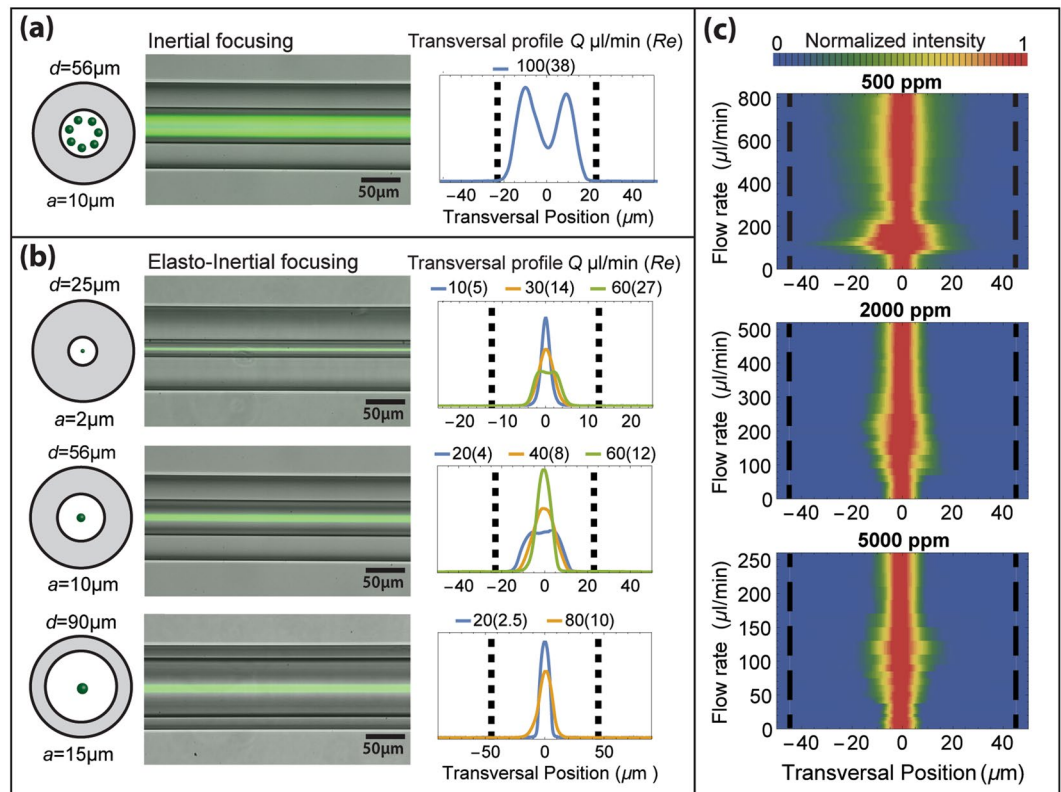 (a)
Inertial focusing
Transversal profile Q µl/min (Re)
d=56µm
100(38)
a=10µm
50µm
−40 −20 0 20 40
Transversal Position (µm)
(b)
Elasto-Inertial focusing
Transversal profile Q µl/min (Re)
d=25µm
10(5) 30(14) 60(27)
a=2µm
50µm
−20 −10 0 10 20
d=56µm
20(4) 40(8) 60(12)
a=10µm
50µm
−40 −20 0 20 40
d=90µm
20(2.5) 80(10)
a=15µm
50µm
−50 0 50
Transversal Position (µm )
(c)
0 Normalized intensity 1
500 ppm
Flow rate (µl/min)
800
600
400
200
0
−40 −20 0 20 40
2000 ppm
Flow rate (µl/min)
500
400
300
200
100
0
−40 −20 0 20 40
5000 ppm
Flow rate (µl/min)
250
200
150
100
50
0
−40 −20 0 20 40
Transversal Position (µm)